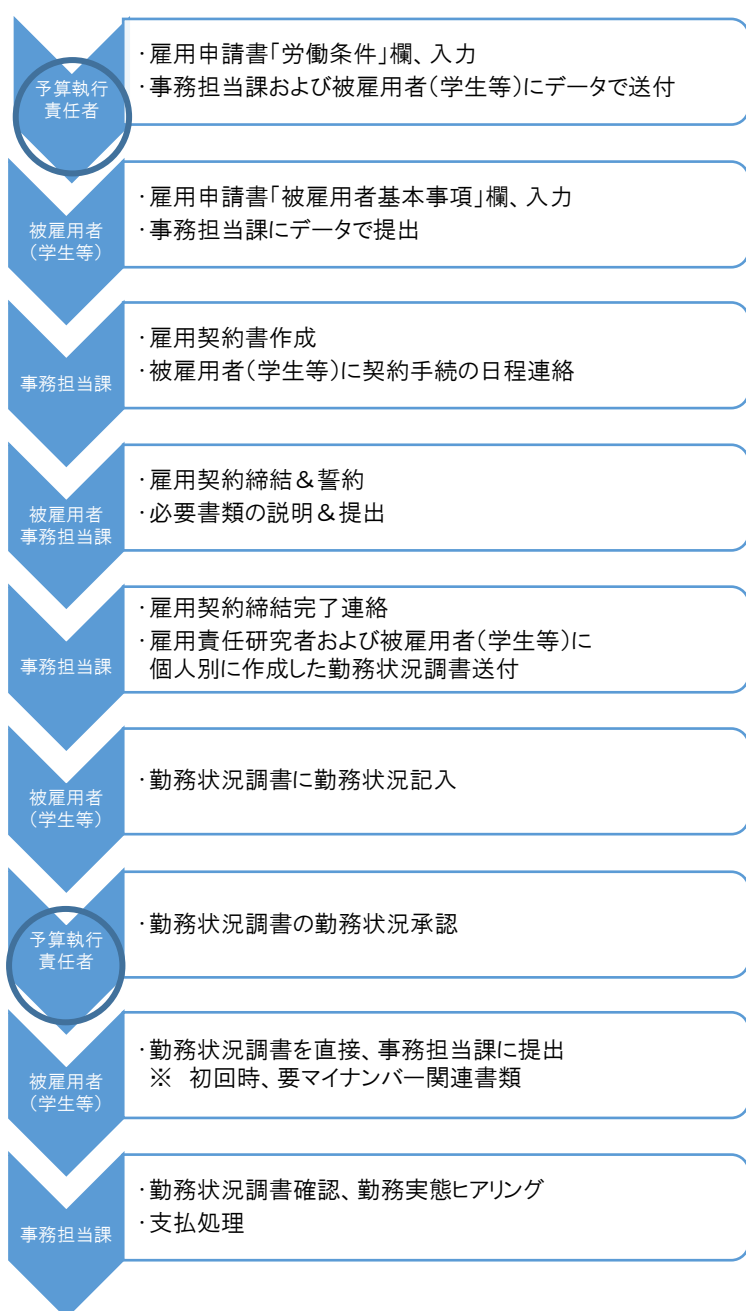 予算執行
責任者
・雇用申請書「労働条件」欄、入力
・事務担当課および被雇用者(学生等)にデータで送付
被雇用者
(学生等)
・雇用申請書「被雇用者基本事項」欄、入力
・事務担当課にデータで提出
事務担当課
・雇用契約書作成
・被雇用者(学生等)に契約手続の日程連絡
被雇用者
事務担当課
・雇用契約締結&誓約
・必要書類の説明&提出
事務担当課
・雇用契約締結完了連絡
・雇用責任研究者および被雇用者(学生等)に
個人別に作成した勤務状況調書送付
被雇用者
(学生等)
・勤務状況調書に勤務状況記入
予算執行
責任者
・勤務状況調書の勤務状況承認
被雇用者
(学生等)
・勤務状況調書を直接、事務担当課に提出
※ 初回時、要マイナンバー関連書類
事務担当課
・勤務状況調書確認、勤務実態ヒアリング
・支払処理